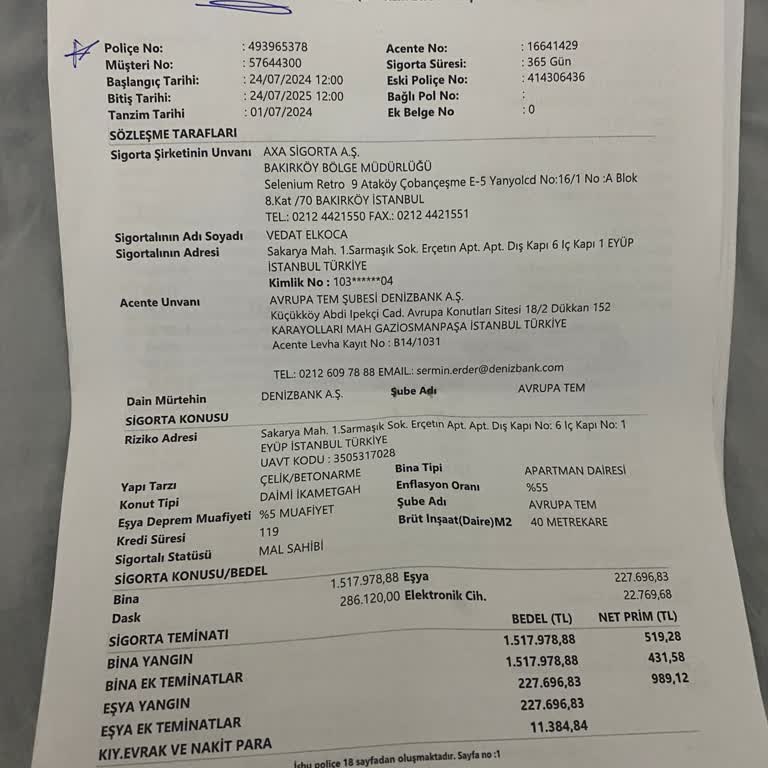 Poliçe No: : 493965378 Acente No: : 16641429
Müşteri No: : 57644300 Sigorta Süresi: : 365 Gün
Başlangıç Tarihi: : 24/07/2024 12:00 Eski Poliçe No: : 414306436
Bitiş Tarihi: : 24/07/2025 12:00 Bağlı Pol No: :
Tanzim Tarihi : 01/07/2024 Ek Belge No : 0
SÖZLEŞME TARAFLARI
Sigorta Şirketinin Unvanı AXA SİGORTA A.Ş.
BAKIRKÖY BÖLGE MÜDÜRLÜĞÜ
Selenium Retro 9 Ataköy Çobançeşme E-5 Yanyolcd No:16/1 No :A Blok
8.Kat /70 BAKIRKÖY İSTANBUL
TEL.: 0212 4421550 FAX.: 0212 4421551
Sigortalının Adı Soyadı VEDAT ELKOCA
Sigortalının Adresi Sakarya Mah. 1.Sarmaşık Sok. Erçetın Apt. Apt. Dış Kapı 6 Iç Kapı 1 EYÜP
İSTANBUL TÜRKİYE
Kimlik No : 103******04
Acente Unvanı AVRUPA TEM ŞUBESİ DENİZBANK A.Ş.
Küçükköy Abdi Ipekçi Cad. Avrupa Konutları Sitesi 18/2 Dükkan 152
KARAYOLLARI MAH GAZİOSMANPAŞA İSTANBUL TÜRKİYE
Acente Levha Kayıt No : B14/1031
TEL.: 0212 609 78 88 EMAIL.: sermin.erder@denizbank.com
Dain Mürtehin DENİZBANK A.Ş. Şube Adı AVRUPA TEM
SİGORTA KONUSU
Riziko Adresi Sakarya Mah. 1.Sarmaşık Sok. Erçetın Apt. Apt. Dış Kapı No: 6 Iç Kapı No: 1
EYÜP İSTANBUL TÜRKİYE
UAVT KODU : 3505317028
Yapı Tarzı ÇELİK/BETONARME Bina Tipi APARTMAN DAİRESİ
Konut Tipi DAİMİ İKAMETGAH Enflasyon Oranı %55
Eşya Deprem Muafiyeti %5 MUAFİYET Şube Adı AVRUPA TEM
Kredi Süresi 119 Brüt Inşaat(Daire)M2 40 METREKARE
Sigortalı Statüsü MAL SAHİBİ
SİGORTA KONUSU/BEDEL
Bina 1.517.978,88 Eşya 227.696,83
Dask 286.120,00 Elektronik Cih. 22.769,68
SİGORTA TEMİNATI BEDEL (TL) NET PRİM (TL)
BİNA YANGIN 1.517.978,88 519,28
BİNA EK TEMİNATLAR 1.517.978,88 431,58
EŞYA YANGIN 227.696,83 989,12
EŞYA EK TEMİNATLAR 227.696,83
KIY.EVRAK VE NAKİT PARA 11.384,84
İşbu poliçe 18 sayfadan oluşmaktadır. Sayfa no :1